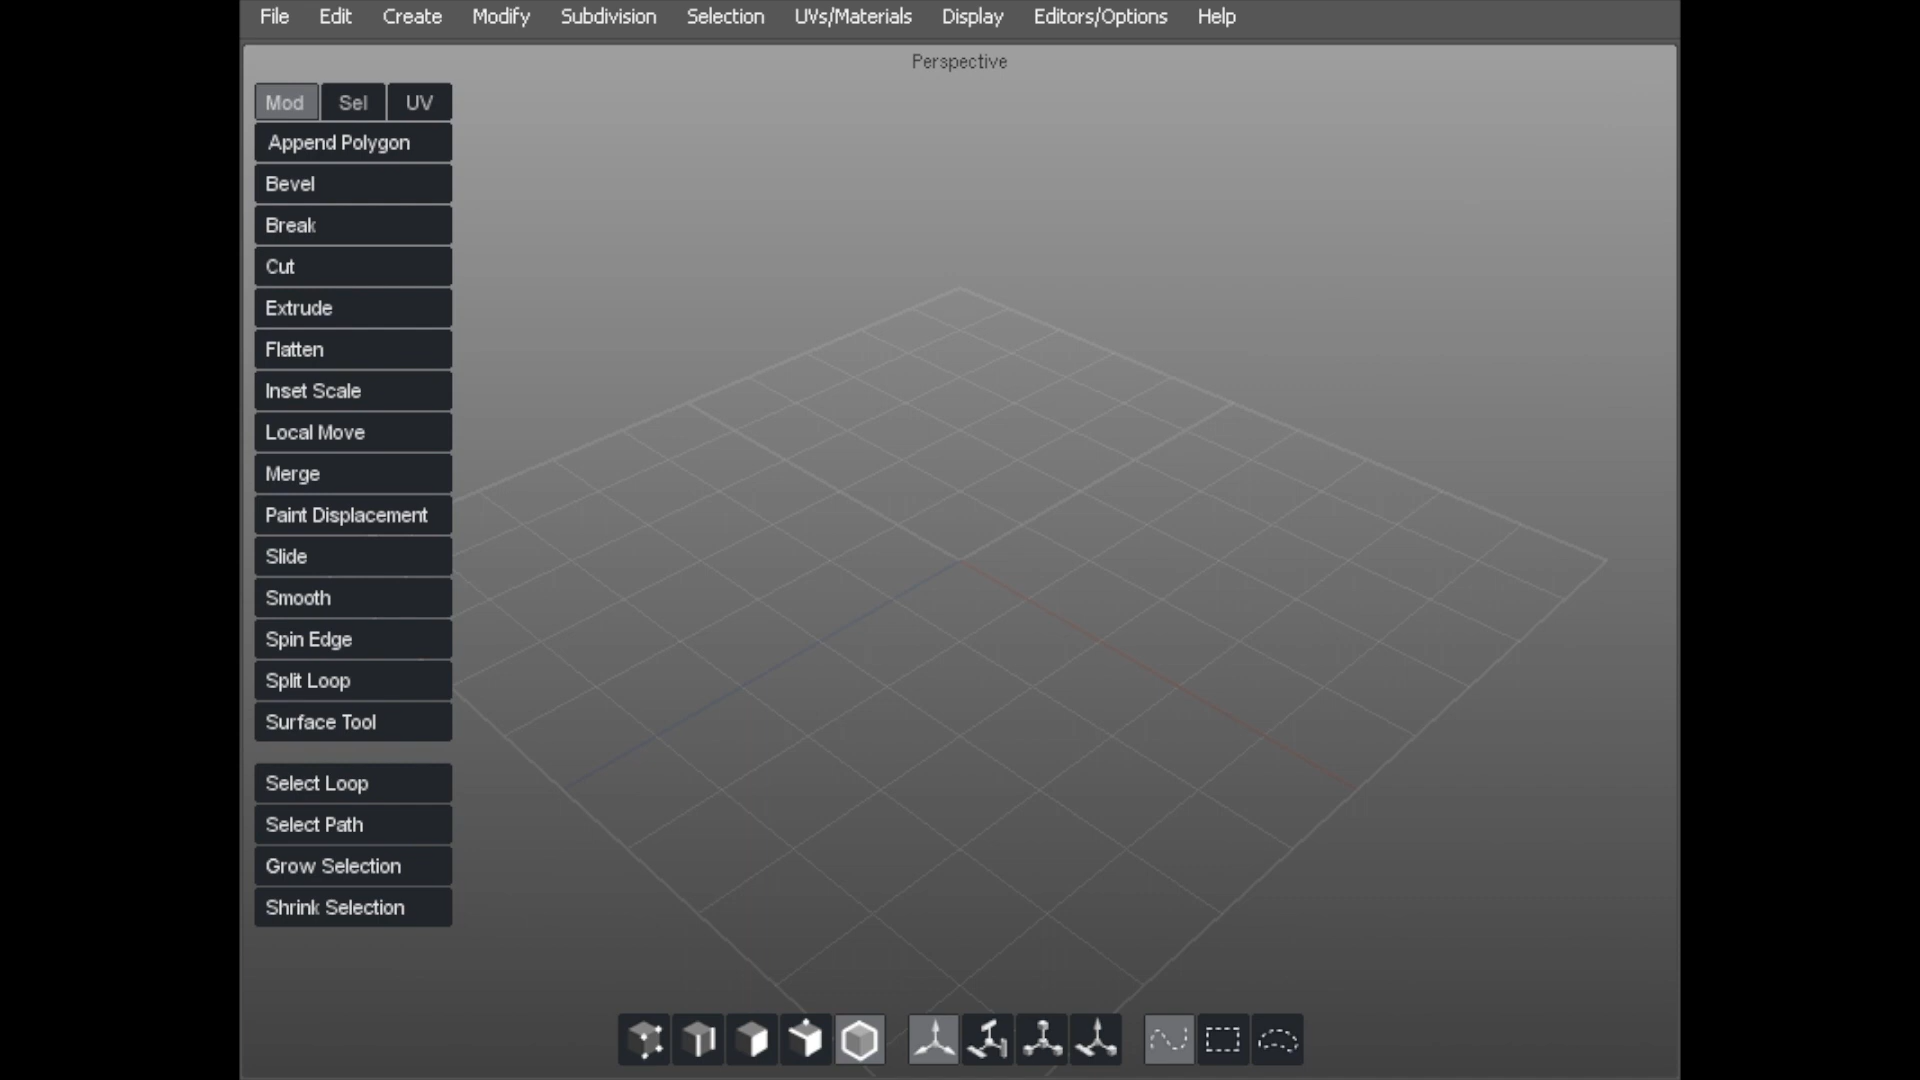 File Edit Create Modify Subdivision Selection UVs/Materials Display Editors/Options Help
Perspective
Mod Sel UV
Append Polygon
Bevel
Break
Cut
Extrude
Flatten
Inset Scale
Local Move
Merge
Paint Displacement
Slide
Smooth
Spin Edge
Split Loop
Surface Tool
Select Loop
Select Path
Grow Selection
Shrink Selection